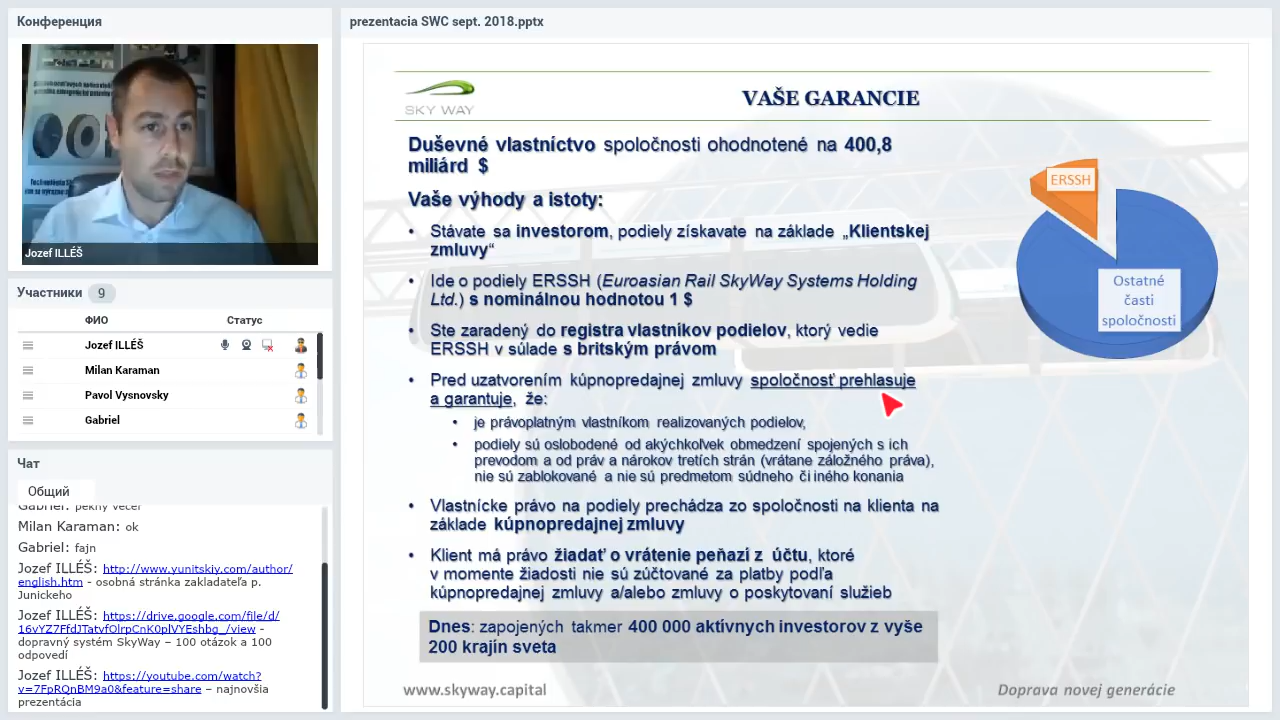 Конференция
Jozef ILLÉŠ
Участники 9
ФИО Статус
Jozef ILLÉŠ
Milan Karaman
Pavol Vysnovsky
Gabriel
Чат
Общий
Gabriel: pekný večer
Milan Karaman: ok
Gabriel: fajn
Jozef ILLÉŠ: http://www.yunitskiy.com/author/
english.htm - osobná stránka zakladateľa p.
Junickeho
Jozef ILLÉŠ: https://drive.google.com/file/d/
16vYZ7FfdJTatvfOlrpCnK0plVYEshbg_/view -
dopravný systém SkyWay – 100 otázok a 100
odpovedí
Jozef ILLÉŠ: https://youtube.com/watch?
v=7FpRQnBM9a0&feature=share – najnovšia
prezentácia
prezentacia SWC sept. 2018.pptx
SKY WAY
VAŠE GARANCIE
Duševné vlastníctvo spoločnosti ohodnotené na 400,8
miliárd $
Vaše výhody a istoty:
• Stávate sa investorom, podiely získavate na základe „Klientskej
zmluvy“
• Ide o podiely ERSSH (Euroasian Rail SkyWay Systems Holding
Ltd.) s nominálnou hodnotou 1 $
• Ste zaradený do registra vlastníkov podielov, ktorý vedie
ERSSH v súlade s britským právom
• Pred uzatvorením kúpnopredajnej zmluvy spoločnosť prehlasuje
a garantuje, že:
• je právoplatným vlastníkom realizovaných podielov,
• podiely sú oslobodené od akýchkoľvek obmedzení spojených s ich
prevodom a od práv a nárokov tretích strán (vrátane záložného práva),
nie sú zablokované a nie sú predmetom súdneho či iného konania
• Vlastnícke právo na podiely prechádza zo spoločnosti na klienta na
základe kúpnopredajnej zmluvy
• Klient má právo žiadať o vrátenie peňazí z účtu, ktoré
v momente žiadosti nie sú zúčtované za platby podľa
kúpnopredajnej zmluvy a/alebo zmluvy o poskytovaní služieb
Dnes: zapojených takmer 400 000 aktívnych investorov z vyše
200 krajín sveta
ERSSH
Ostatné
časti
spoločnosti
www.skyway.capital
Doprava novej generácie